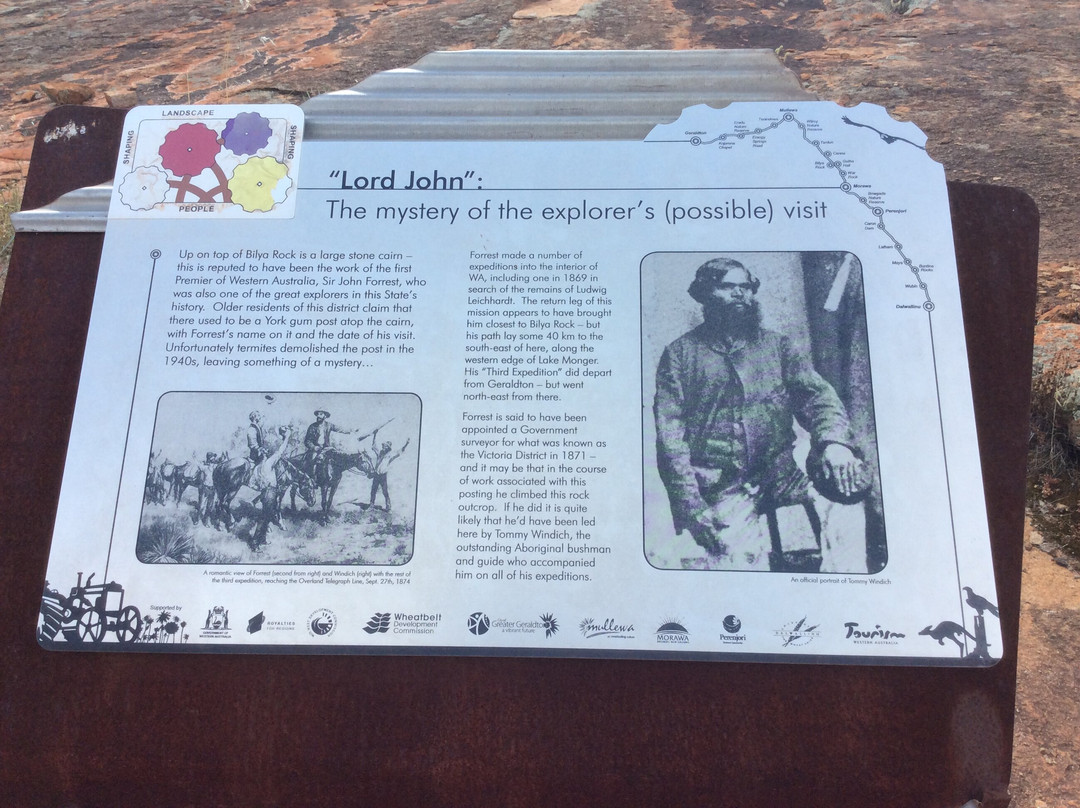 LANDSCAPE
SHAPING
SHAPING
PEOPLE
"Lord John":
The mystery of the explorer's (possible) visit
Up on top of Bilya Rock is a large stone cairn –
this is reputed to have been the work of the first
Premier of Western Australia, Sir John Forrest, who
was also one of the great explorers in this State's
history. Older residents of this district claim that
there used to be a York gum post atop the cairn,
with Forrest's name on it and the date of his visit.
Unfortunately termites demolished the post in the
1940s, leaving something of a mystery...
A romantic view of Forrest (second from right) and Windich (right) with the rest of
the third expedition, reaching the Overland Telegraph Line, Sept. 27th, 1874
Forrest made a number of
expeditions into the interior of
WA, including one in 1869 in
search of the remains of Ludwig
Leichhardt. The return leg of this
mission appears to have brought
him closest to Bilya Rock – but
his path lay some 40 km to the
south-east of here, along the
western edge of Lake Monger.
His "Third Expedition" did depart
from Geraldton – but went
north-east from there.
Forrest is said to have been
appointed a Government
surveyor for what was known as
the Victoria District in 1871 –
and it may be that in the course
of work associated with this
posting he climbed this rock
outcrop. If he did it is quite
likely that he'd have been led
here by Tommy Windich, the
outstanding Aboriginal bushman
and guide who accompanied
him on all of his expeditions.
An official portrait of Tommy Windich
Geraldton
Mullewa
Morawa
Perenjori
Latham
Dalwallinu
Supported by
GOVERNMENT OF
WESTERN AUSTRALIA
ROYALTIES
FOR REGIONS
Wheatbelt
Development
Commission
Greater Geraldton
a vibrant future
mullewa
MORAWA
Perenjori
Tourism
WESTERN AUSTRALIA